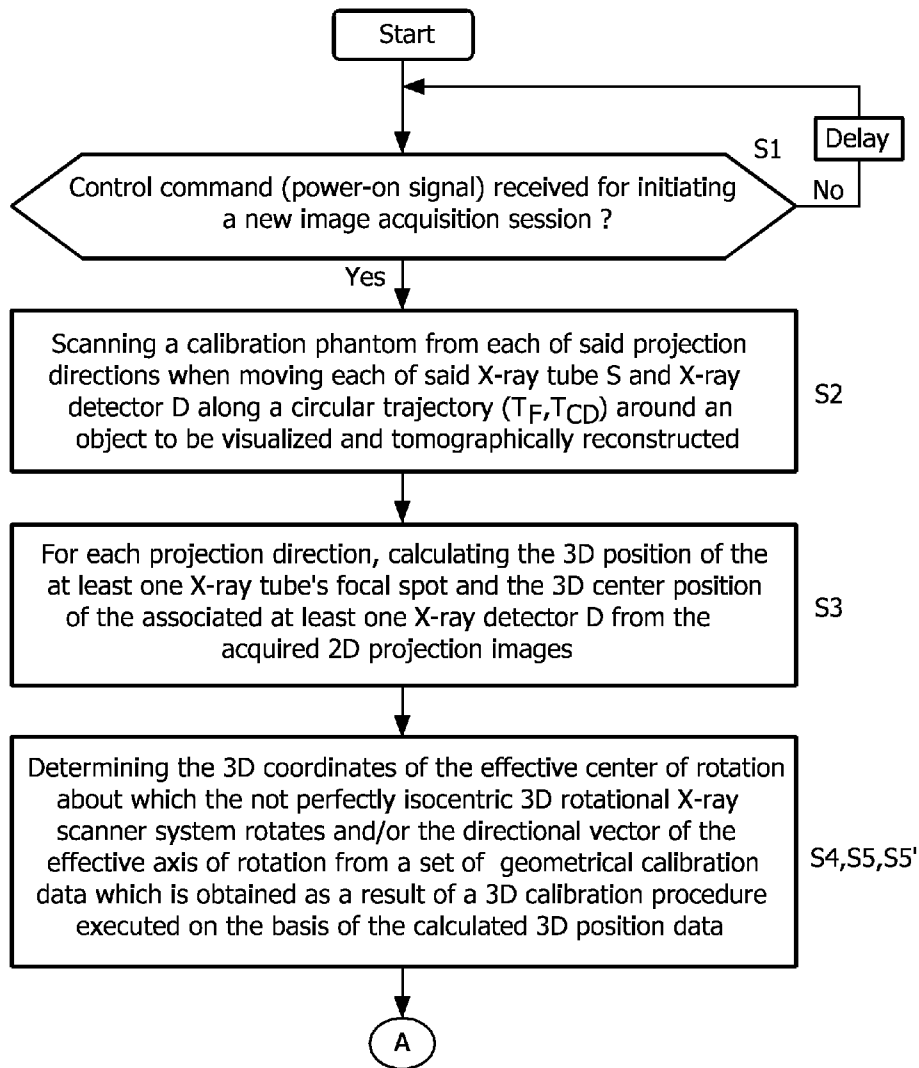 Start
Delay
S1
Control command (power-on signal) received for initiating
a new image acquisition session ?
No
Yes
Scanning a calibration phantom from each of said projection
directions when moving each of said X-ray tube S and X-ray
detector D along a circular trajectory (TF,TCD) around an
object to be visualized and tomographically reconstructed
S2
For each projection direction, calculating the 3D position of the
at least one X-ray tube's focal spot and the 3D center position
of the associated at least one X-ray detector D from the
acquired 2D projection images
S3
Determining the 3D coordinates of the effective center of rotation
about which the not perfectly isocentric 3D rotational X-ray
scanner system rotates and/or the directional vector of the
effective axis of rotation from a set of geometrical calibration
data which is obtained as a result of a 3D calibration procedure
executed on the basis of the calculated 3D position data
S4,S5,S5'
A